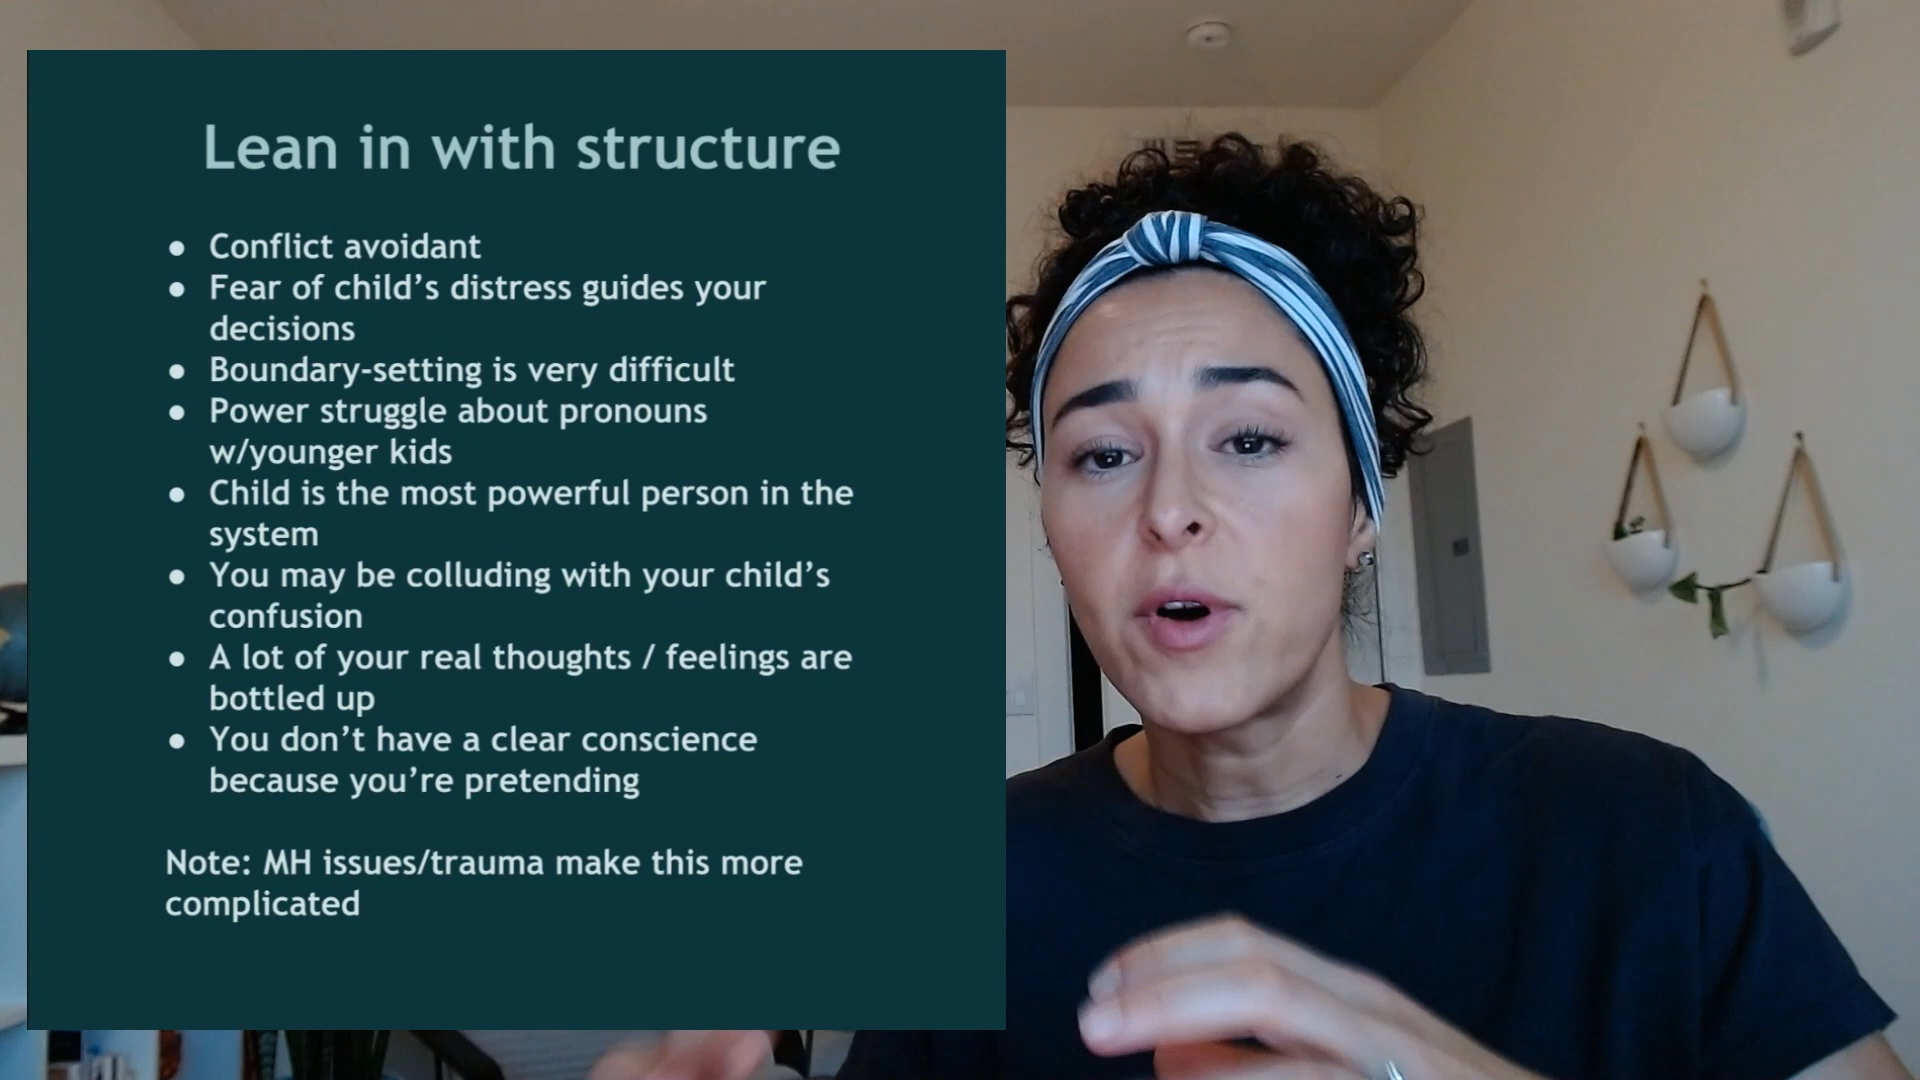 Lean in with structure
● Conflict avoidant
● Fear of child's distress guides your
decisions
● Boundary-setting is very difficult
● Power struggle about pronouns
w/younger kids
● Child is the most powerful person in the
system
● You may be colluding with your child's
confusion
● A lot of your real thoughts / feelings are
bottled up
● You don't have a clear conscience
because you're pretending
Note: MH issues/trauma make this more
complicated